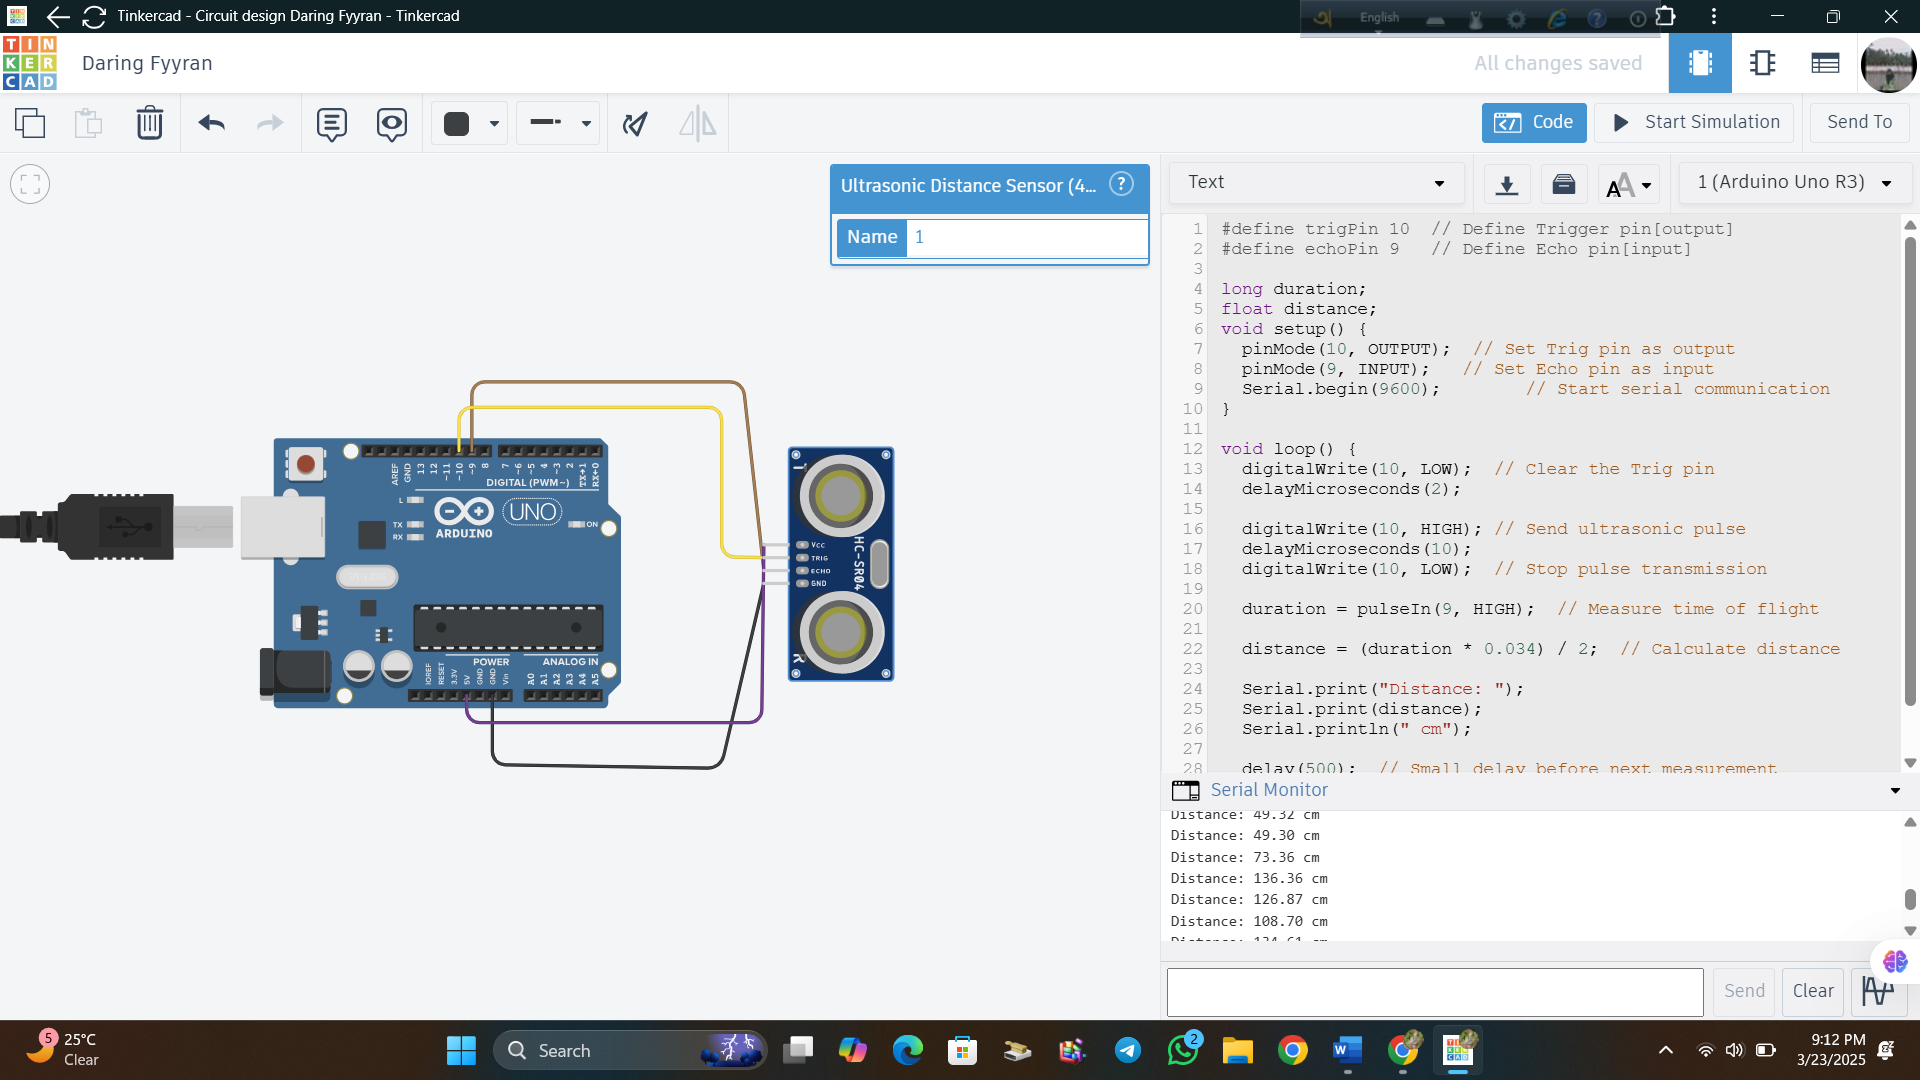 Tinkercad - Circuit design Daring Fyyran - Tinkercad
English
TIN
KER
CAD
Daring Fyyran
All changes saved
Code
Start Simulation
Send To
Ultrasonic Distance Sensor (4...
?
Name 1
Text
1 (Arduino Uno R3)
1 #define trigPin 10 // Define Trigger pin[output]
2 #define echoPin 9 // Define Echo pin[input]
3
4 long duration;
5 float distance;
6 void setup() {
7 pinMode(10, OUTPUT); // Set Trig pin as output
8 pinMode(9, INPUT); // Set Echo pin as input
9 Serial.begin(9600); // Start serial communication
10 }
11
12 void loop() {
13 digitalWrite(10, LOW); // Clear the Trig pin
14 delayMicroseconds(2);
15
16 digitalWrite(10, HIGH); // Send ultrasonic pulse
17 delayMicroseconds(10);
18 digitalWrite(10, LOW); // Stop pulse transmission
19
20 duration = pulseIn(9, HIGH); // Measure time of flight
21
22 distance = (duration * 0.034) / 2; // Calculate distance
23
24 Serial.print("Distance: ");
25 Serial.print(distance);
26 Serial.println(" cm");
27
28 delay(500); // Small delay before next measurement
AREF
GND
13
12
~11
~10
~9
8
7
~6
~5
4
~3
2
TX→1
RX←0
DIGITAL (PWM~)
L
TX
RX
UNO
ON
ARDUINO
POWER
ANALOG IN
IOREF
RESET
3.3V
5V
GND
GND
Vin
A0
A1
A2
A3
A4
A5
T
Vcc
TRIG
ECHO
GND
HC-SR04
R
Serial Monitor
Distance: 49.32 cm
Distance: 49.30 cm
Distance: 73.36 cm
Distance: 136.36 cm
Distance: 126.87 cm
Distance: 108.70 cm
Distance: 134.61 cm
Send
Clear
5
25°C
Clear
Search
2
9:12 PM
3/23/2025